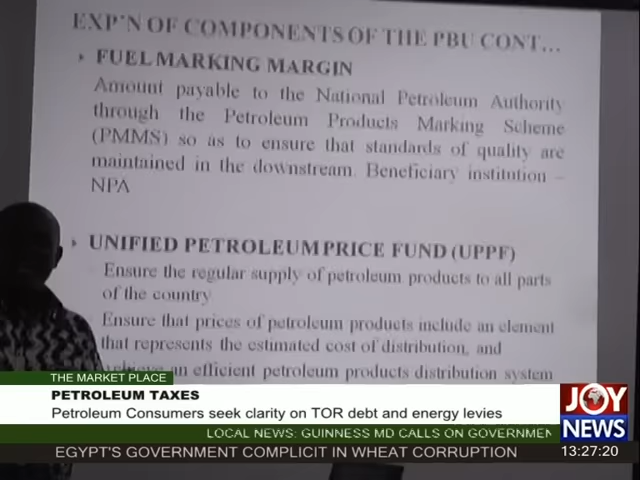 EXP'N OF COMPONENTS OF THE PBU CONT...
FUEL MARKING MARGIN
Amount payable to the National Petroleum Authority
through the Petroleum Products Marking Scheme
(PMMS) so as to ensure that standards of quality are
maintained in the downstream. Beneficiary institution –
NPA
UNIFIED PETROLEUM PRICE FUND (UPPF)
Ensure the regular supply of petroleum products to all parts
of the country
Ensure that prices of petroleum products include an element
that represents the estimated cost of distribution, and
an efficient petroleum products distribution system
THE MARKET PLACE
PETROLEUM TAXES
Petroleum Consumers seek clarity on TOR debt and energy levies
LOCAL NEWS: GUINNESS MD CALLS ON GOVERNMEN
JOY
NEWS
EGYPT'S GOVERNMENT COMPLICIT IN WHEAT CORRUPTION
13:27:20